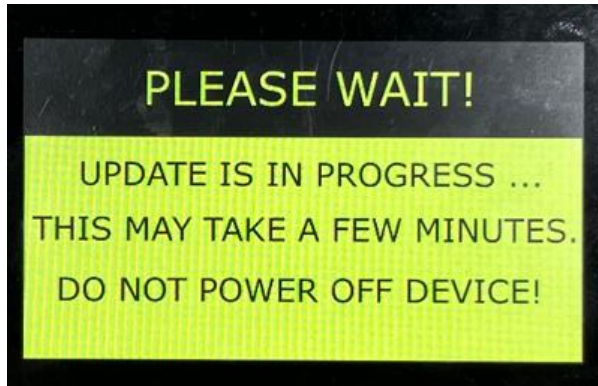 PLEASE WAIT!
UPDATE IS IN PROGRESS ...
THIS MAY TAKE A FEW MINUTES.
DO NOT POWER OFF DEVICE!